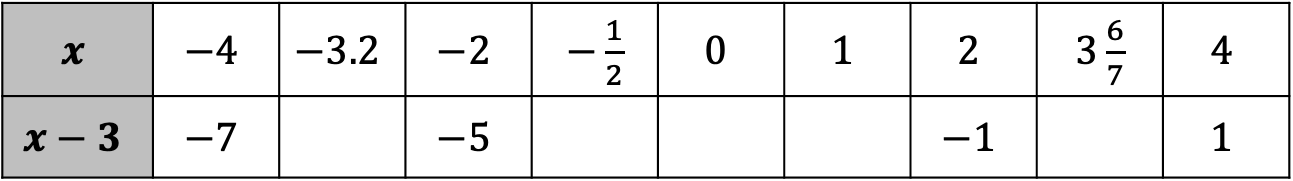 x −4 −3.2 −2 −1/2 0 1 2 3 6/7 4
x − 3 −7 −5 −1 1